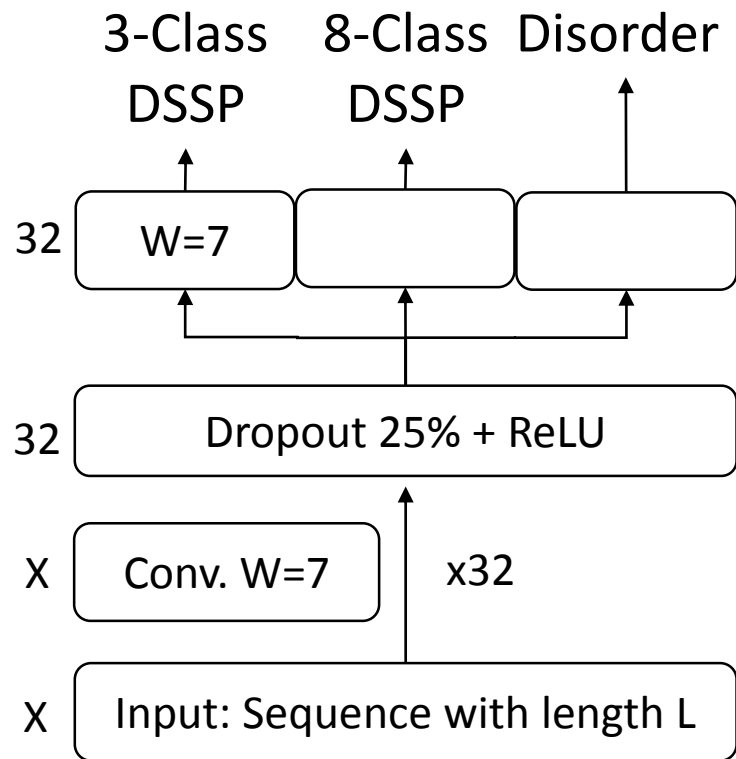 3-Class 8-Class Disorder
DSSP DSSP
32 W=7
32 Dropout 25% + ReLU
X Conv. W=7 x32
X Input: Sequence with length L